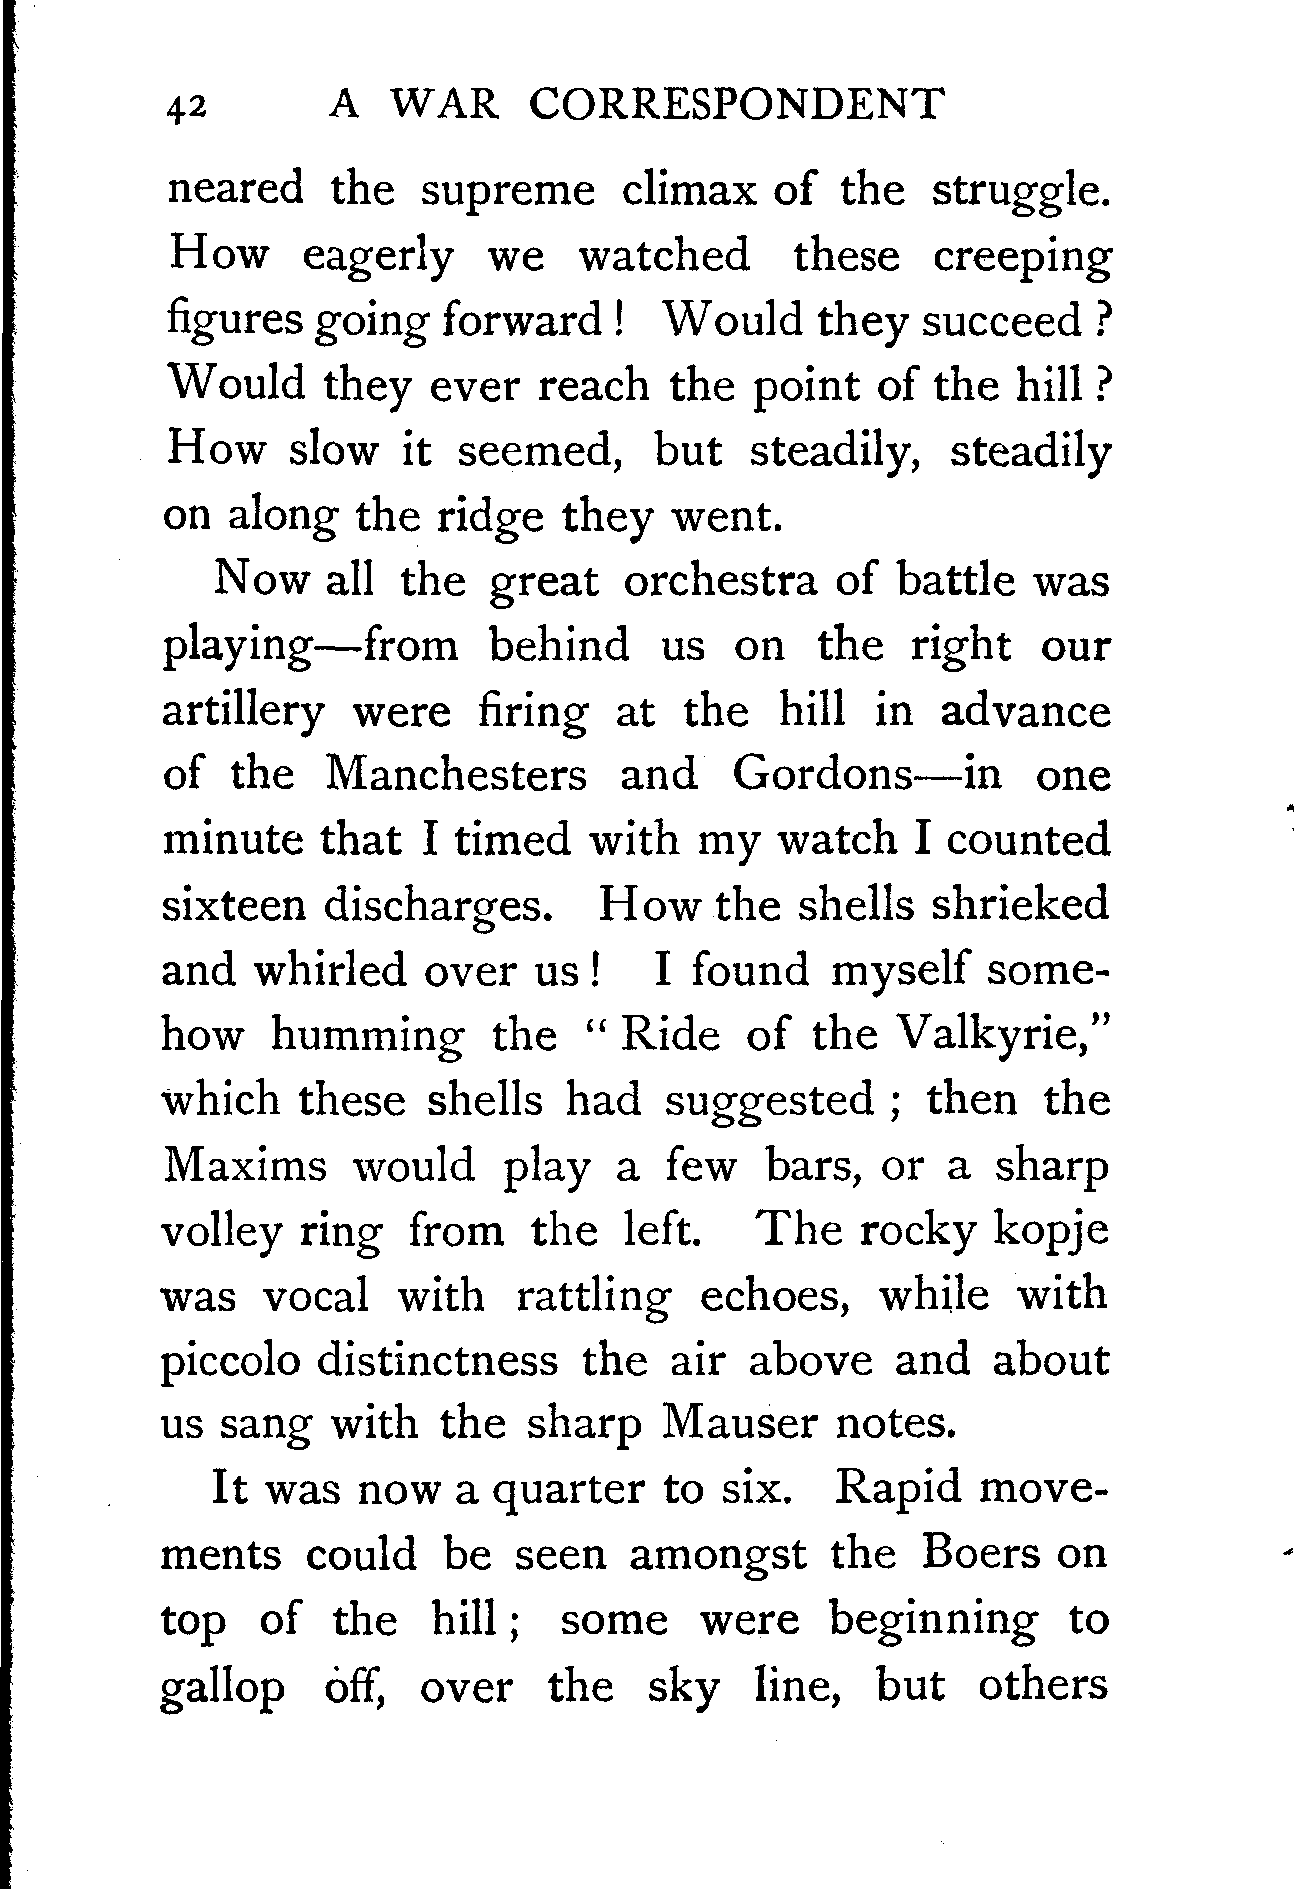 42 A WAR CORRESPONDENT
neared the supreme climax of the struggle.
How eagerly we watched these creeping
figures going forward ! Would they succeed ?
Would they ever reach the point of the hill ?
How slow it seemed, but steadily, steadily
on along the ridge they went.
Now all the great orchestra of battle was
playing—from behind us on the right our
artillery were firing at the hill in advance
of the Manchesters and Gordons—in one
minute that I timed with my watch I counted
sixteen discharges. How the shells shrieked
and whirled over us ! I found myself some-
how humming the “ Ride of the Valkyrie,”
which these shells had suggested ; then the
Maxims would play a few bars, or a sharp
volley ring from the left. The rocky kopje
was vocal with rattling echoes, while with
piccolo distinctness the air above and about
us sang with the sharp Mauser notes.
It was now a quarter to six. Rapid move-
ments could be seen amongst the Boers on
top of the hill ; some were beginning to
gallop off, over the sky line, but others